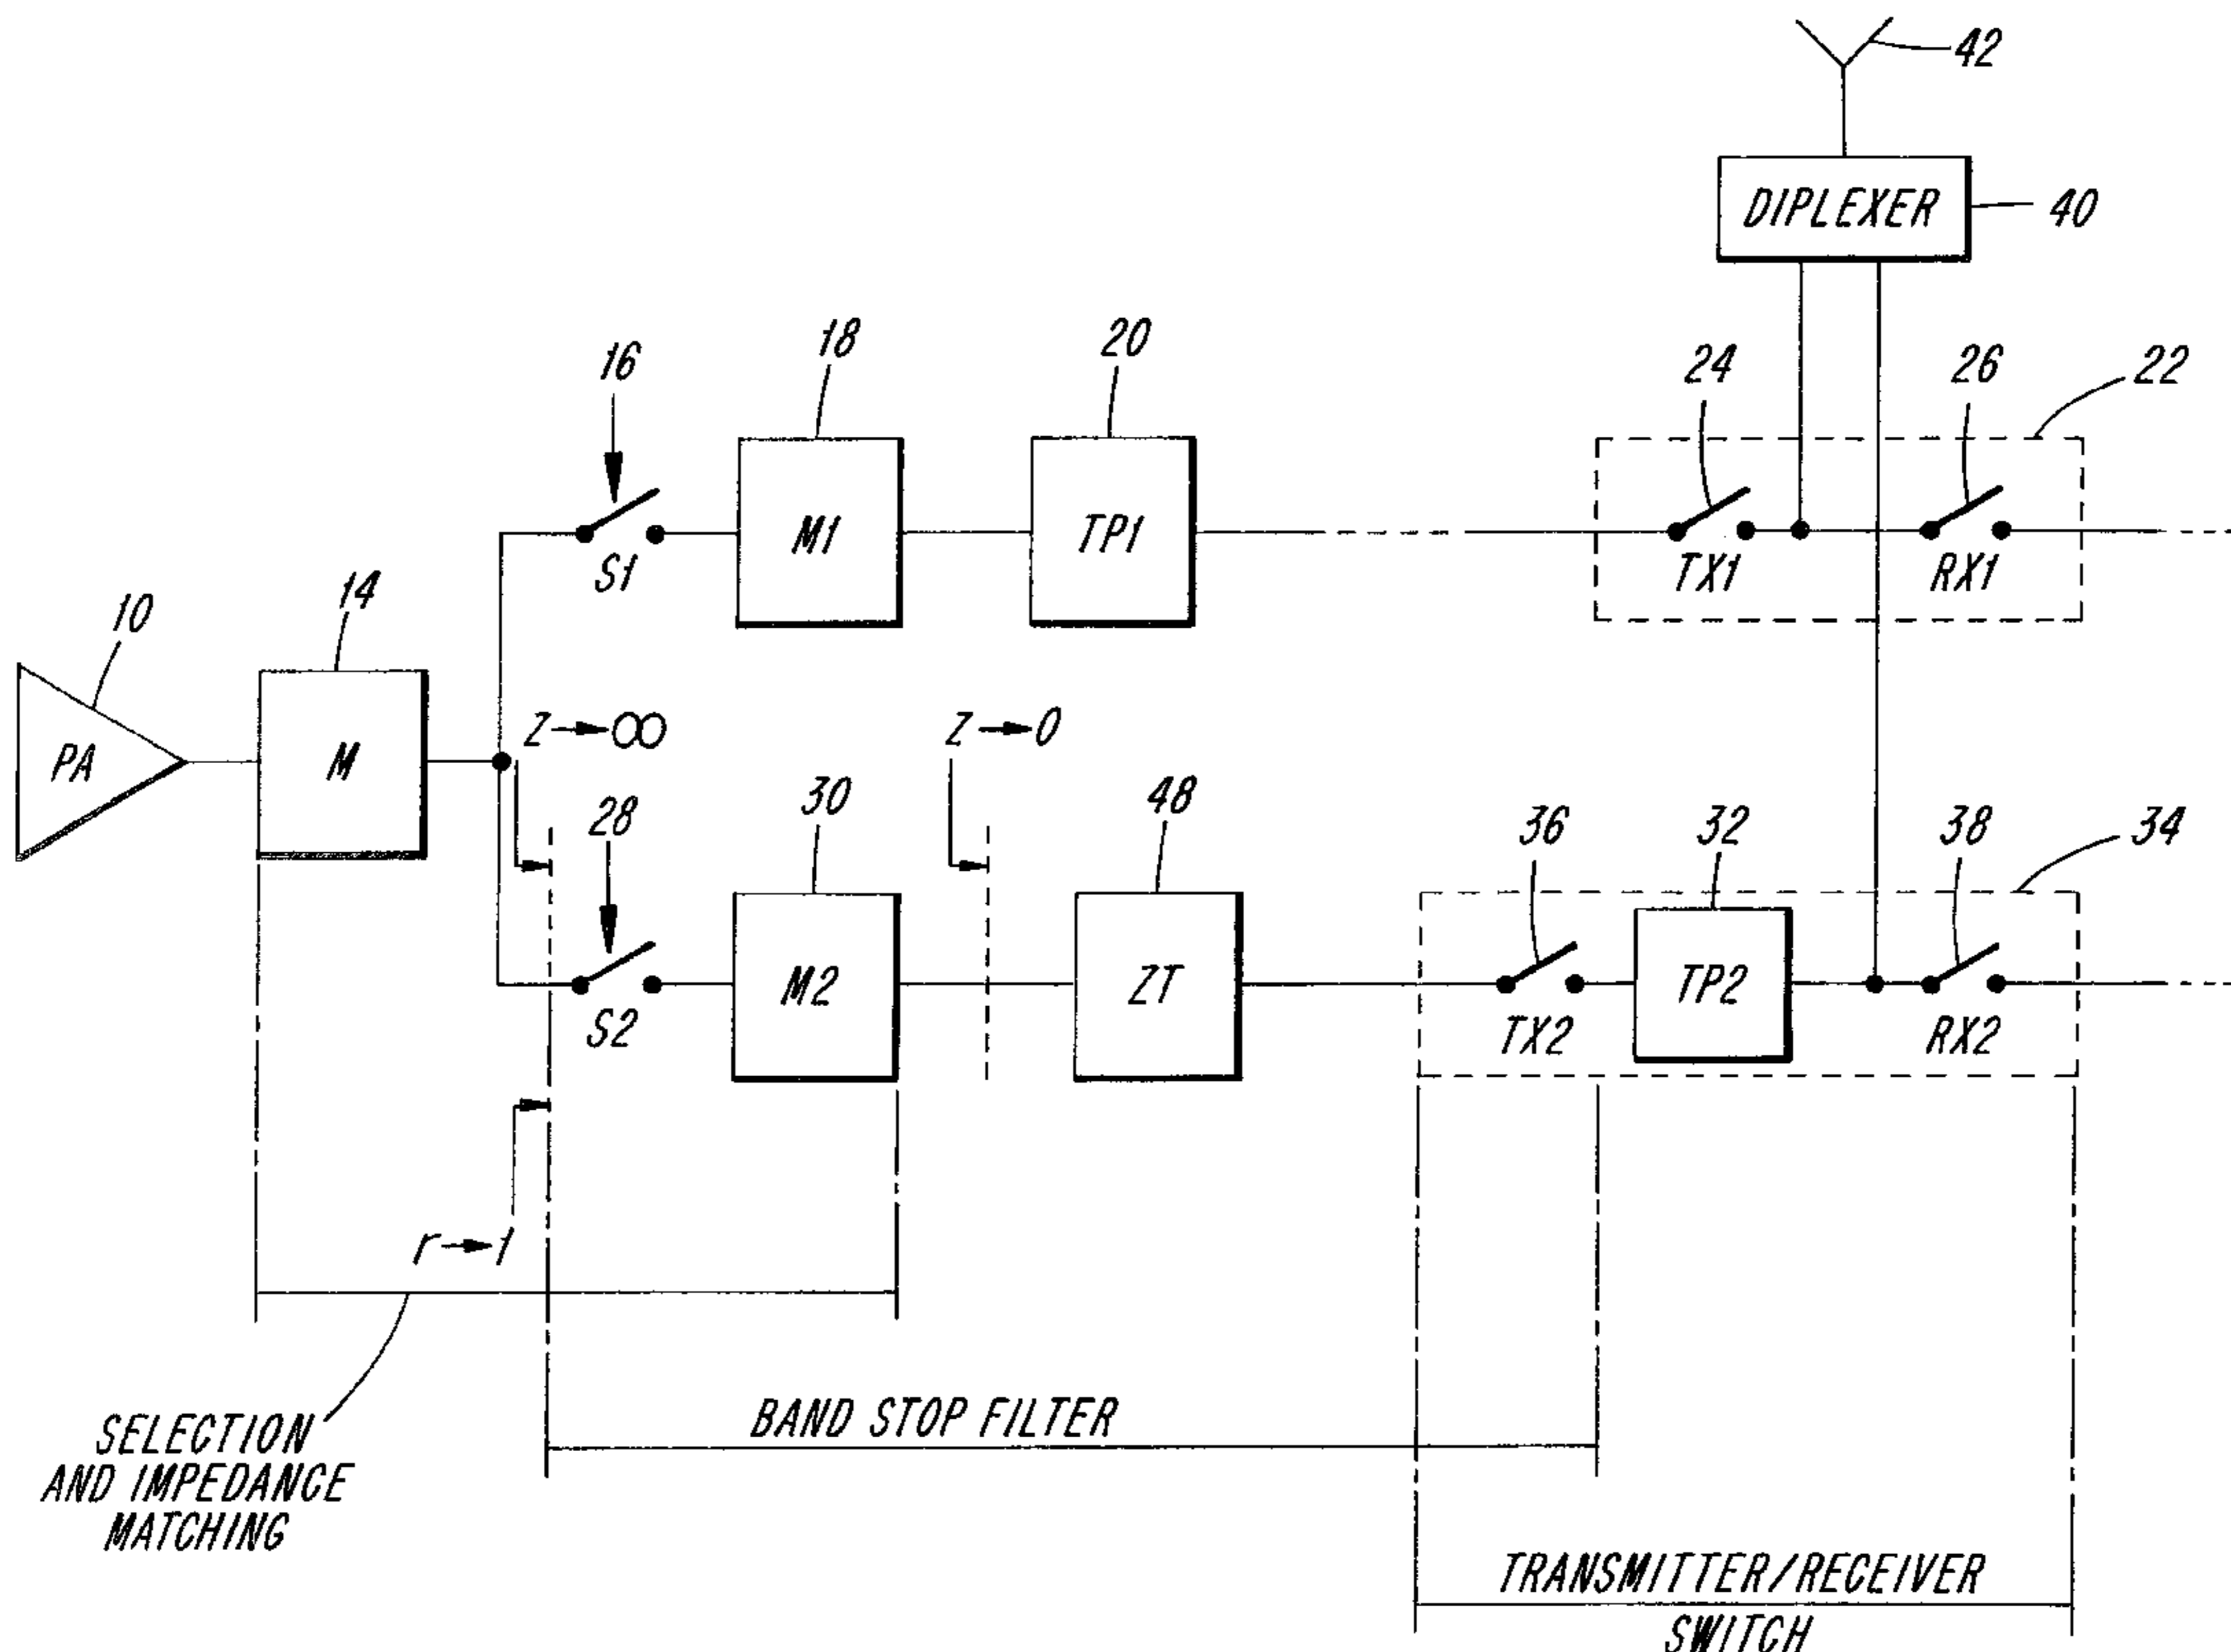 42
DIPLEXER
40
16
18
20
24
26
22
S1
M1
TP1
TX1
RX1
10
14
PA
M
Z→∞
Z→0
28
30
48
36
32
38
34
S2
M2
ZT
TX2
TP2
RX2
r→1
SELECTION
AND IMPEDANCE
MATCHING
BAND STOP FILTER
TRANSMITTER/RECEIVER
SWITCH